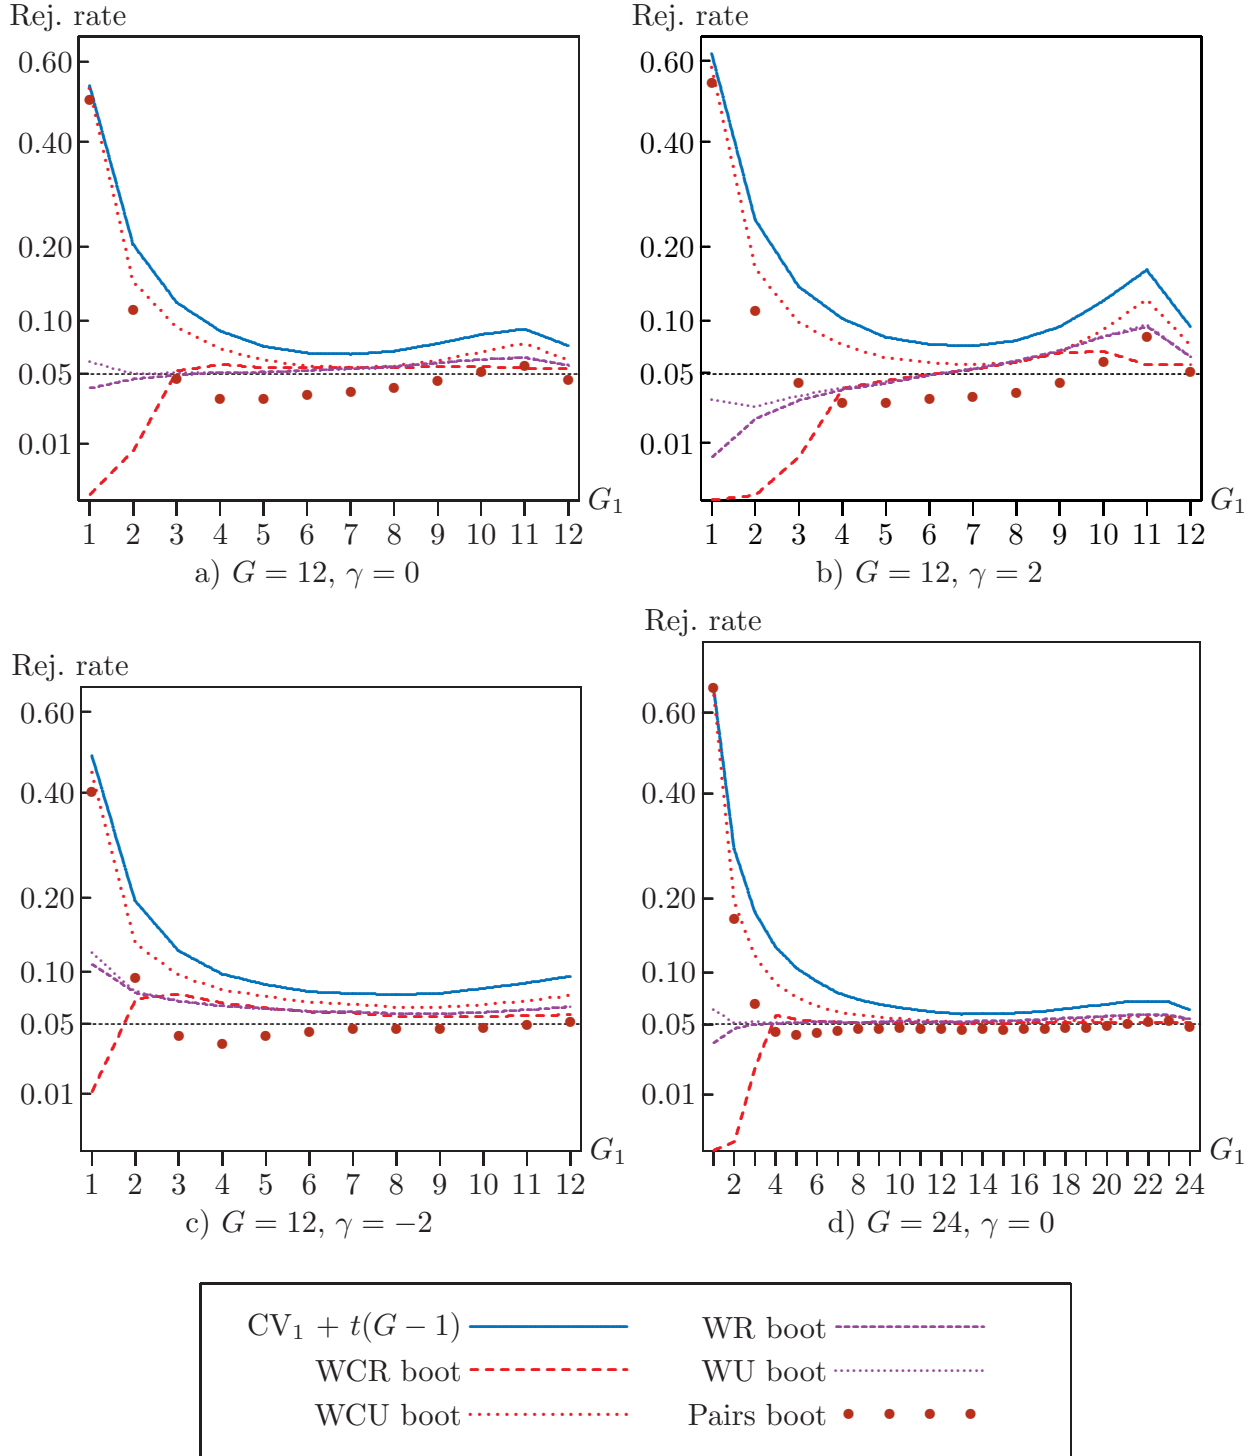 Rej. rate
0.60
0.40
0.20
0.10
0.05
0.01
1 2 3 4 5 6 7 8 9 10 11 12
G₁
a) G = 12, γ = 0
Rej. rate
0.60
0.40
0.20
0.10
0.05
0.01
1 2 3 4 5 6 7 8 9 10 11 12
G₁
b) G = 12, γ = 2
Rej. rate
0.60
0.40
0.20
0.10
0.05
0.01
1 2 3 4 5 6 7 8 9 10 11 12
G₁
c) G = 12, γ = −2
Rej. rate
0.60
0.40
0.20
0.10
0.05
0.01
2 4 6 8 10 12 14 16 18 20 22 24
G₁
d) G = 24, γ = 0
CV₁ + t(G − 1)
WCR boot
WCU boot
WR boot
WU boot
Pairs boot